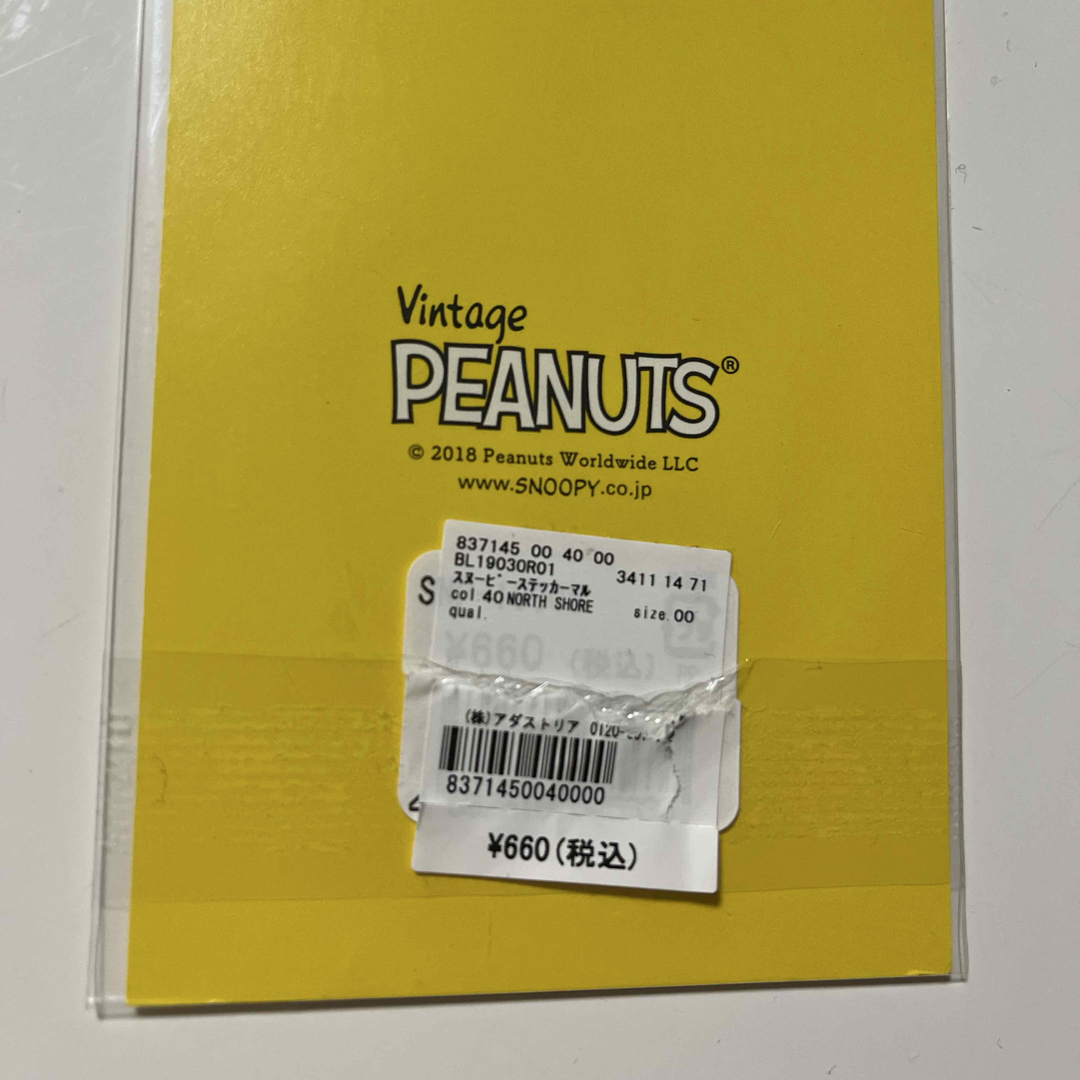 Vintage
PEANUTS®
© 2018 Peanuts Worldwide LLC
www.SNOOPY.co.jp
837145 00 40 00
BL19030R01 3411 14 71
スヌーピーステッカーマル
col.40 NORTH SHORE size.00
qual.
¥660 (税込)
(株)アダストリア
8371450040000
¥660(税込)